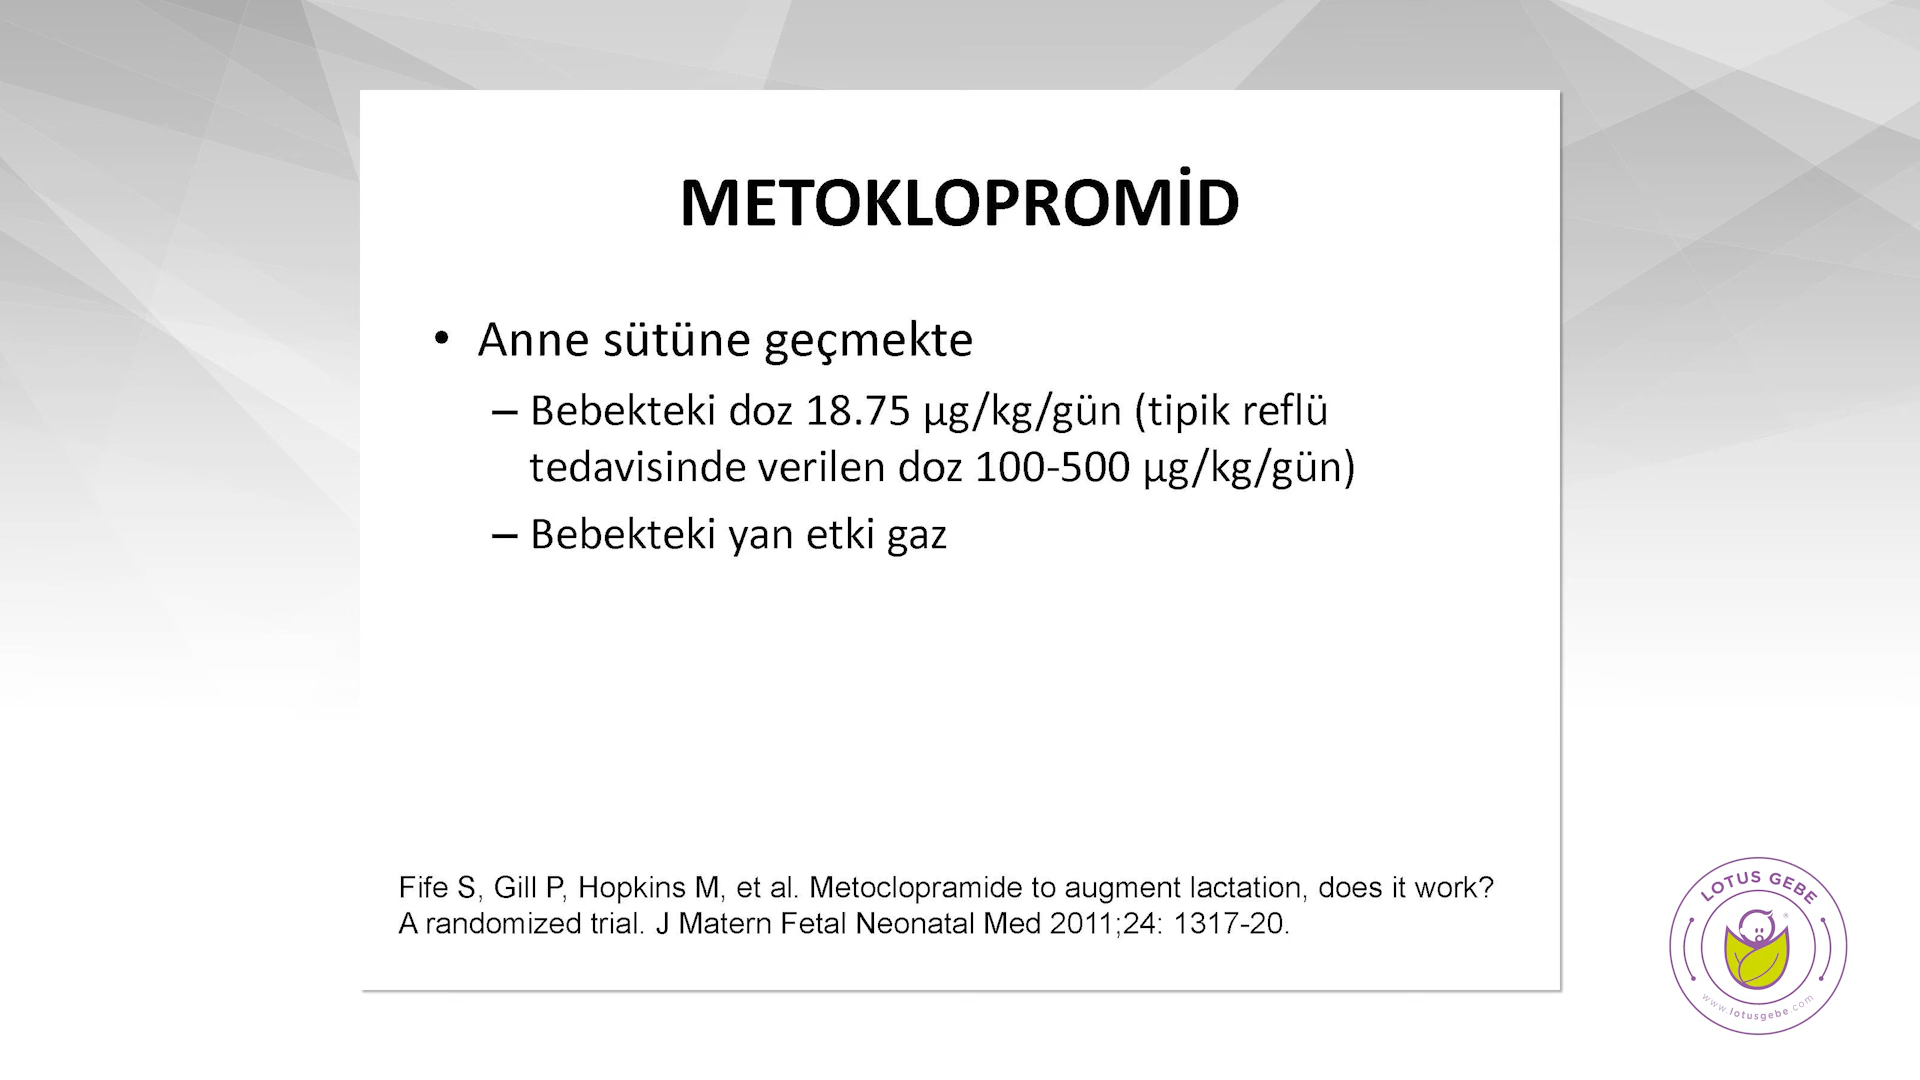 METOKLOPROMİD
• Anne sütüne geçmekte
– Bebekteki doz 18.75 µg/kg/gün (tipik reflü
tedavisinde verilen doz 100-500 µg/kg/gün)
– Bebekteki yan etki gaz
Fife S, Gill P, Hopkins M, et al. Metoclopramide to augment lactation, does it work?
A randomized trial. J Matern Fetal Neonatal Med 2011;24: 1317-20.
LOTUS GEBE
®
www.lotusgebe.com